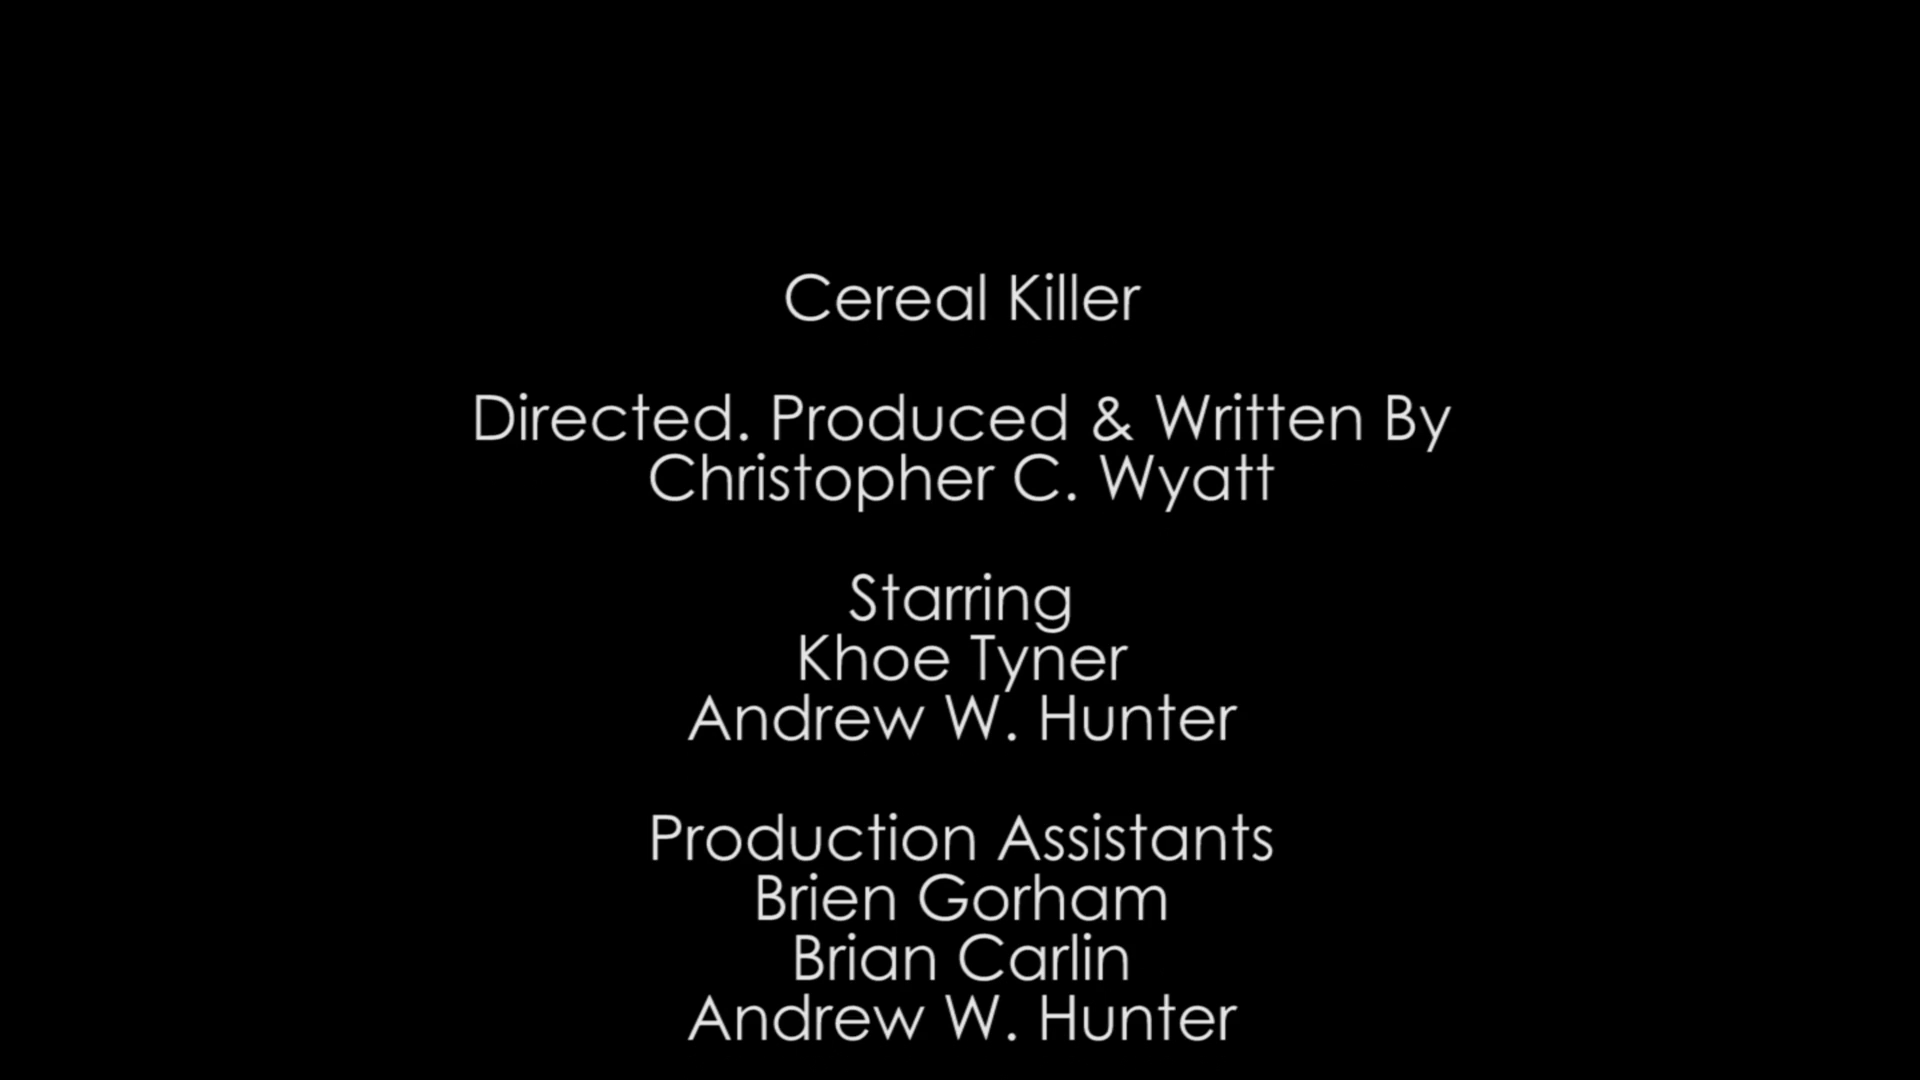 Cereal Killer
Directed. Produced & Written By
Christopher C. Wyatt
Starring
Khoe Tyner
Andrew W. Hunter
Production Assistants
Brien Gorham
Brian Carlin
Andrew W. Hunter